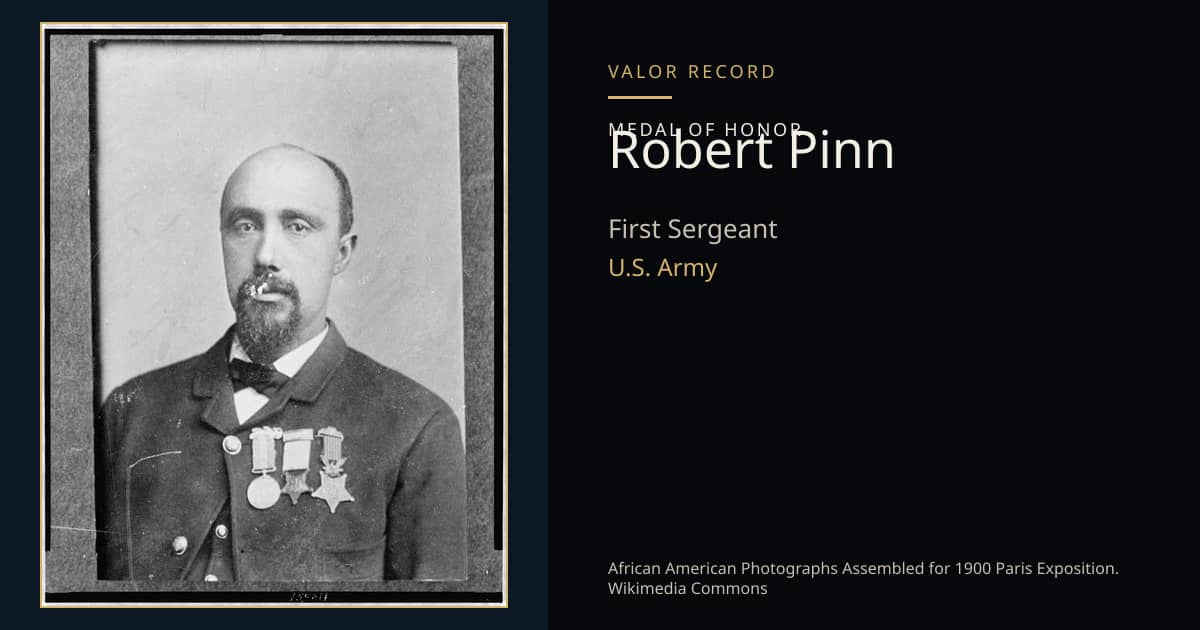 VALOR RECORD
MEDAL OF HONOR
Robert Pinn
First Sergeant
U.S. Army
African American Photographs Assembled for 1900 Paris Exposition.
Wikimedia Commons